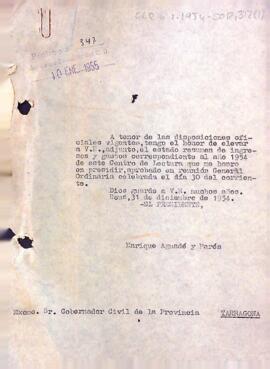 347
10 ENE. 1955
A tenor de las disposiciones ofi
ciales vigentes, tengo el honor de elevar
a V.E., adjunto, el estado resumen de ingre-
sos y gastos correspondiente al año 1954
de este Centro de Lectura que me honro
en presidir, aprobado en reunión General
Ordinaria celebrada el día 30 del corrien-
te.
Dios guarde a V.E. muchos años.
Reus, 31 de diciembre de 1954.
-EL PRESIDENTE,
Enrique Aguadé y Parés
Excmo. Sr. Gobernador Civil de la Provincia TARRAGONA